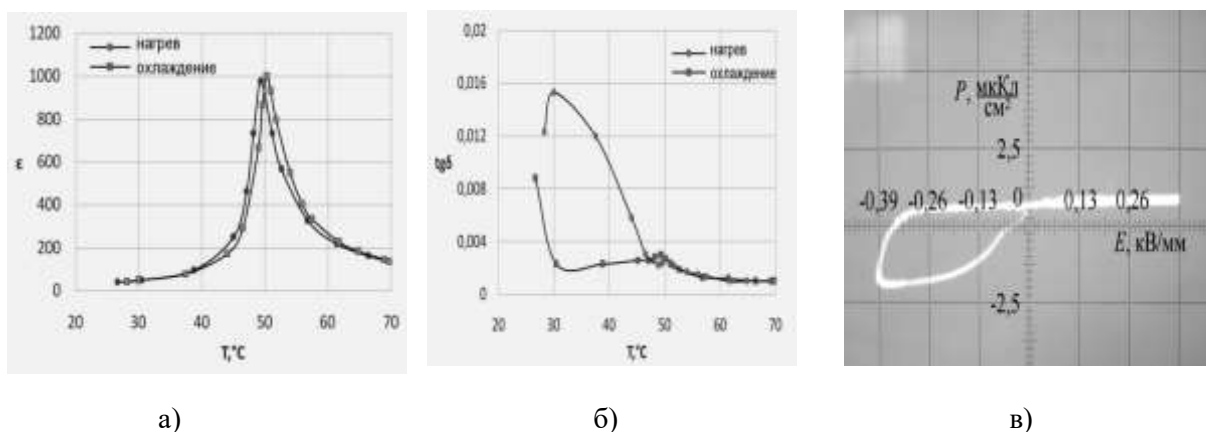 1200
1000
800
600
400
200
0
ε
20 30 40 50 60 70
T,°C
нагрев
охлаждение
0,02
0,016
0,012
0,008
0,004
0
tgδ
20 30 40 50 60 70
T,°C
нагрев
охлаждение
P, мкКл
см²
2,5
-0,39 -0,26 -0,13 0 0,13 0,26
E, кВ/мм
-2,5
а) б) в)